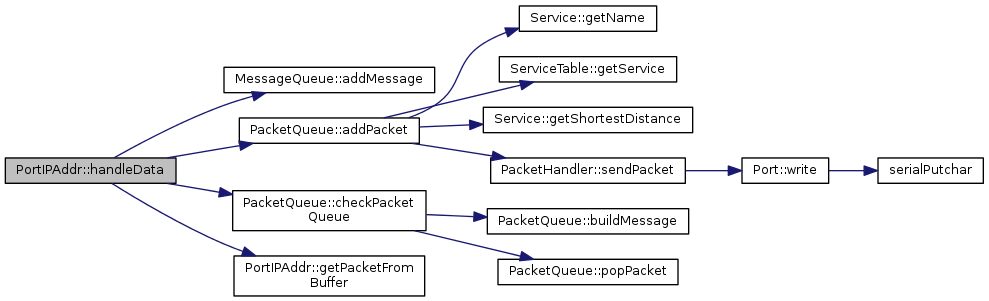 PortIPAddr::handleData
MessageQueue::addMessage
PacketQueue::addPacket
Service::getName
ServiceTable::getService
Service::getShortestDistance
PacketHandler::sendPacket
Port::write
serialPutchar
PacketQueue::checkPacket
Queue
PacketQueue::buildMessage
PacketQueue::popPacket
PortIPAddr::getPacketFrom
Buffer